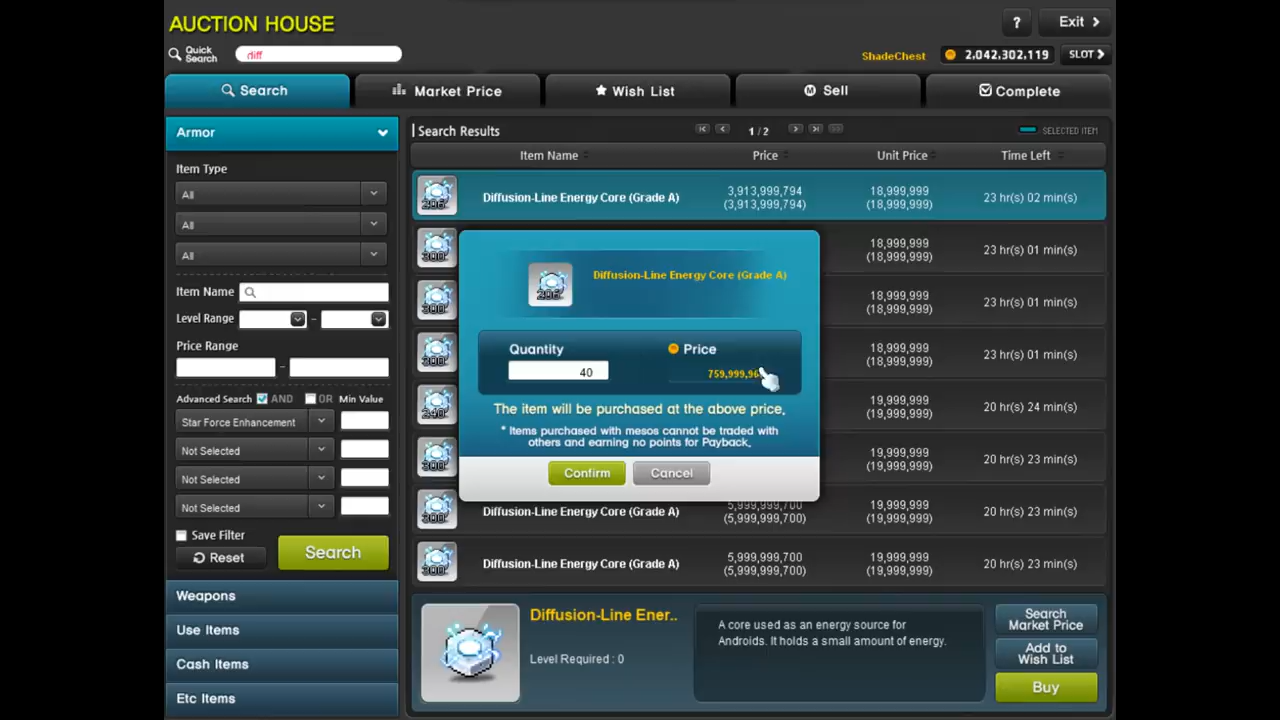 AUCTION HOUSE
? Exit
Quick Search
diff
ShadeChest 2,042,302,119 SLOT
Search Market Price Wish List Sell Complete
Armor
Item Type
All
All
All
Item Name
Level Range -
Price Range
-
Advanced Search AND OR Min Value
Star Force Enhancement
Not Selected
Not Selected
Not Selected
Save Filter
Reset Search
Weapons
Use Items
Cash Items
Etc Items
Search Results 1 / 2 SELECTED ITEM
Item Name Price Unit Price Time Left
Diffusion-Line Energy Core (Grade A) 3,913,999,794 18,999,999 23 hr(s) 02 min(s)
206 (3,913,999,794) (18,999,999)
18,999,999 23 hr(s) 01 min(s)
300 (18,999,999)
18,999,999 23 hr(s) 01 min(s)
300 (18,999,999)
18,999,999 23 hr(s) 01 min(s)
300 (18,999,999)
19,999,999 20 hr(s) 24 min(s)
240 (19,999,999)
19,999,999 20 hr(s) 23 min(s)
300 (19,999,999)
Diffusion-Line Energy Core (Grade A) 5,999,999,700 19,999,999 20 hr(s) 23 min(s)
300 (5,999,999,700) (19,999,999)
Diffusion-Line Energy Core (Grade A) 5,999,999,700 19,999,999 20 hr(s) 23 min(s)
300 (5,999,999,700) (19,999,999)
Diffusion-Line Energy Core (Grade A)
206
Quantity Price
40
The item will be purchased at the above price.
* Items purchased with mesos cannot be traded with
others and earning no points for Payback.
Confirm Cancel
Diffusion-Line Ener..
Level Required : 0
A core used as an energy source for
Androids. It holds a small amount of energy.
Search
Market Price
Add to
Wish List
Buy